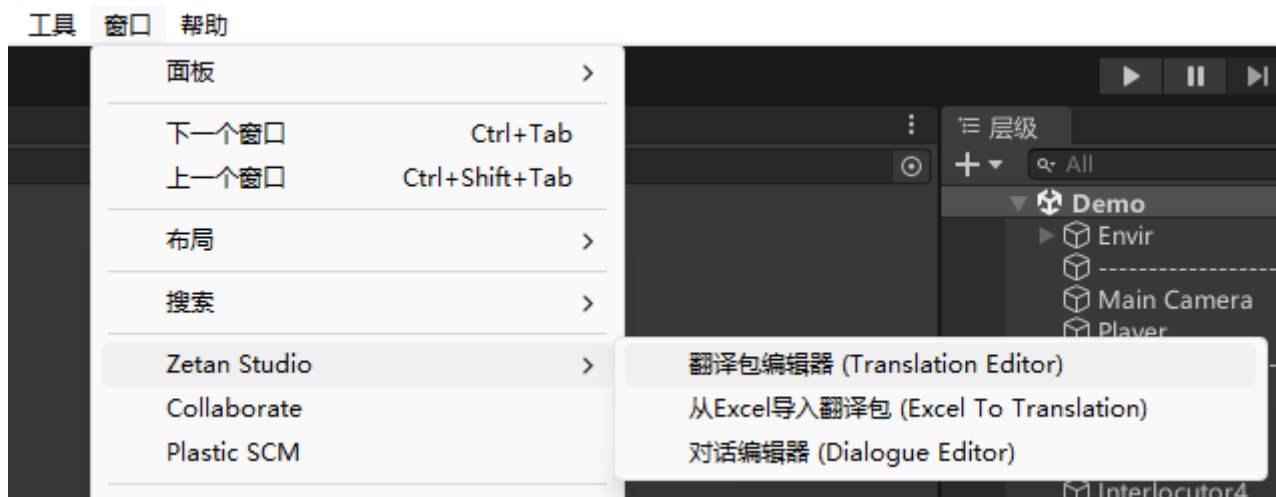 工具 窗口 帮助
面板
下一个窗口 Ctrl+Tab
上一个窗口 Ctrl+Shift+Tab
布局
搜索
Zetan Studio
Collaborate
Plastic SCM
翻译包编辑器 (Translation Editor)
从Excel导入翻译包 (Excel To Translation)
对话编辑器 (Dialogue Editor)
层级
All
Demo
Envir
-------------------
Main Camera
Player
Interlocutor4